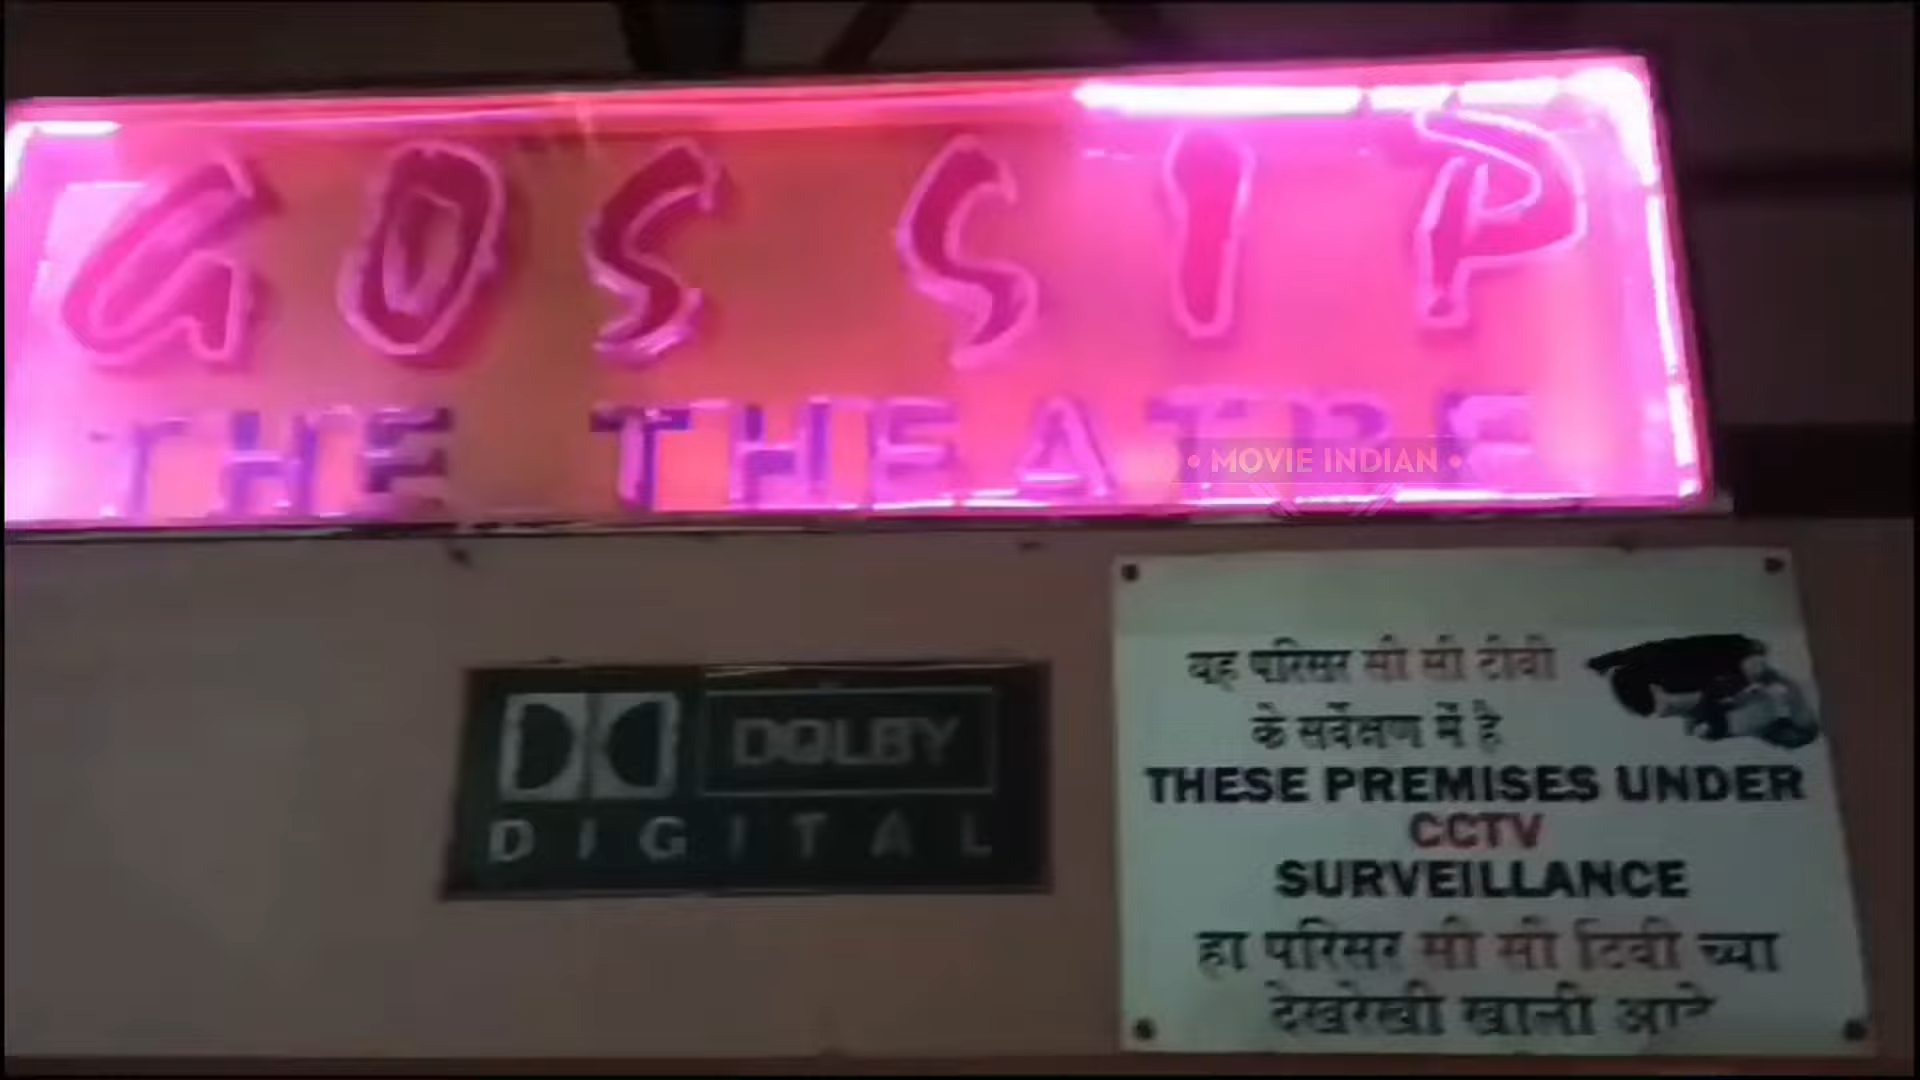 GOSSIP
THE THEATRE
• MOVIE INDIAN •
DOLBY
DIGITAL
यह परिसर सी सी टीवी
के सर्वेक्षण में है
THESE PREMISES UNDER
CCTV
SURVEILLANCE
हा परिसर सी सी टिवी च्या
देखरेखी खाली आहे